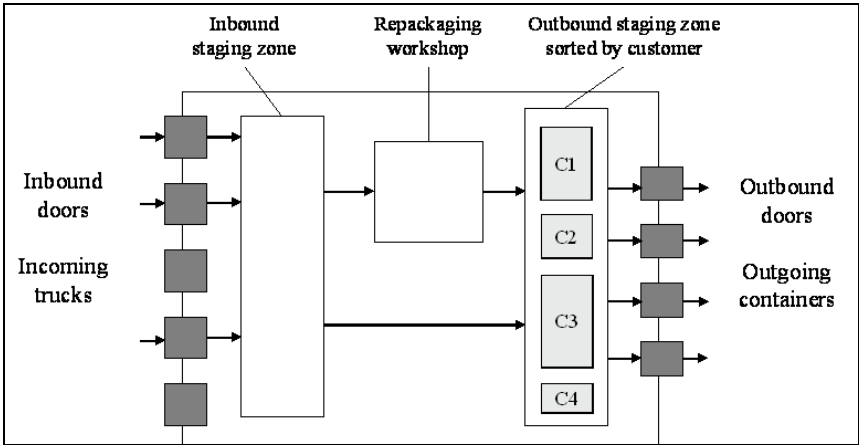 Inbound
staging zone
Repackaging
workshop
Outbound staging zone
sorted by customer
Inbound
doors
Incoming
trucks
C1
C2
C3
C4
Outbound
doors
Outgoing
containers